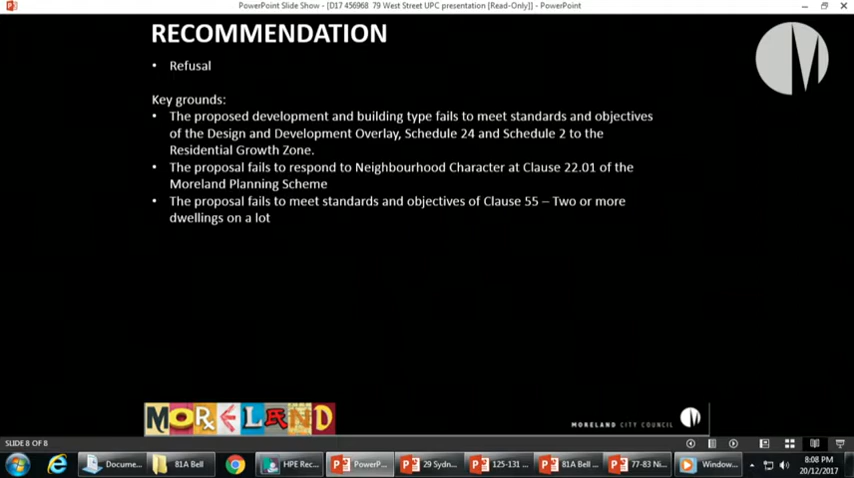 PowerPoint Slide Show - [D17 456968 79 West Street UPC presentation [Read-Only]] - PowerPoint
RECOMMENDATION
• Refusal
Key grounds:
• The proposed development and building type fails to meet standards and objectives
of the Design and Development Overlay, Schedule 24 and Schedule 2 to the
Residential Growth Zone.
• The proposal fails to respond to Neighbourhood Character at Clause 22.01 of the
Moreland Planning Scheme
• The proposal fails to meet standards and objectives of Clause 55 – Two or more
dwellings on a lot
MORELAND
MORELAND CITY COUNCIL
SLIDE 8 OF 8
Docume...
81A Bell
HPE Rec...
PowerP...
29 Sydn...
125-131 ...
81A Bell ...
77-83 Ni...
Window...
8:08 PM
20/12/2017